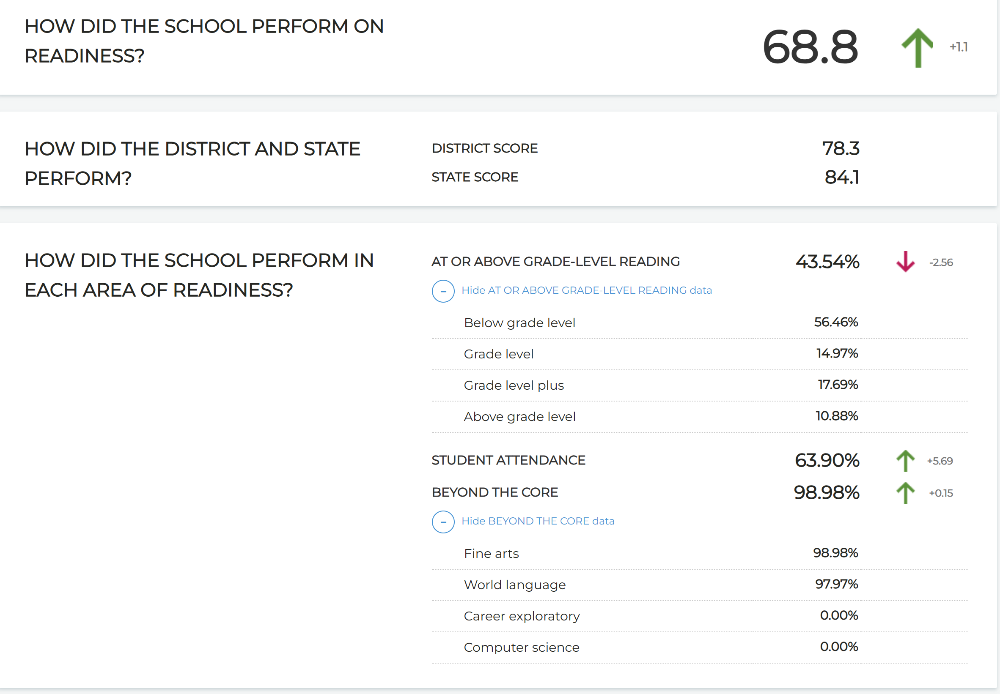 HOW DID THE SCHOOL PERFORM ON
READINESS?
68.8
+1.1
HOW DID THE DISTRICT AND STATE
PERFORM?
DISTRICT SCORE
78.3
STATE SCORE
84.1
HOW DID THE SCHOOL PERFORM IN
EACH AREA OF READINESS?
AT OR ABOVE GRADE-LEVEL READING
43.54%
-2.56
Hide AT OR ABOVE GRADE-LEVEL READING data
Below grade level
56.46%
Grade level
14.97%
Grade level plus
17.69%
Above grade level
10.88%
STUDENT ATTENDANCE
63.90%
+5.69
BEYOND THE CORE
98.98%
+0.15
Hide BEYOND THE CORE data
Fine arts
98.98%
World language
97.97%
Career exploratory
0.00%
Computer science
0.00%